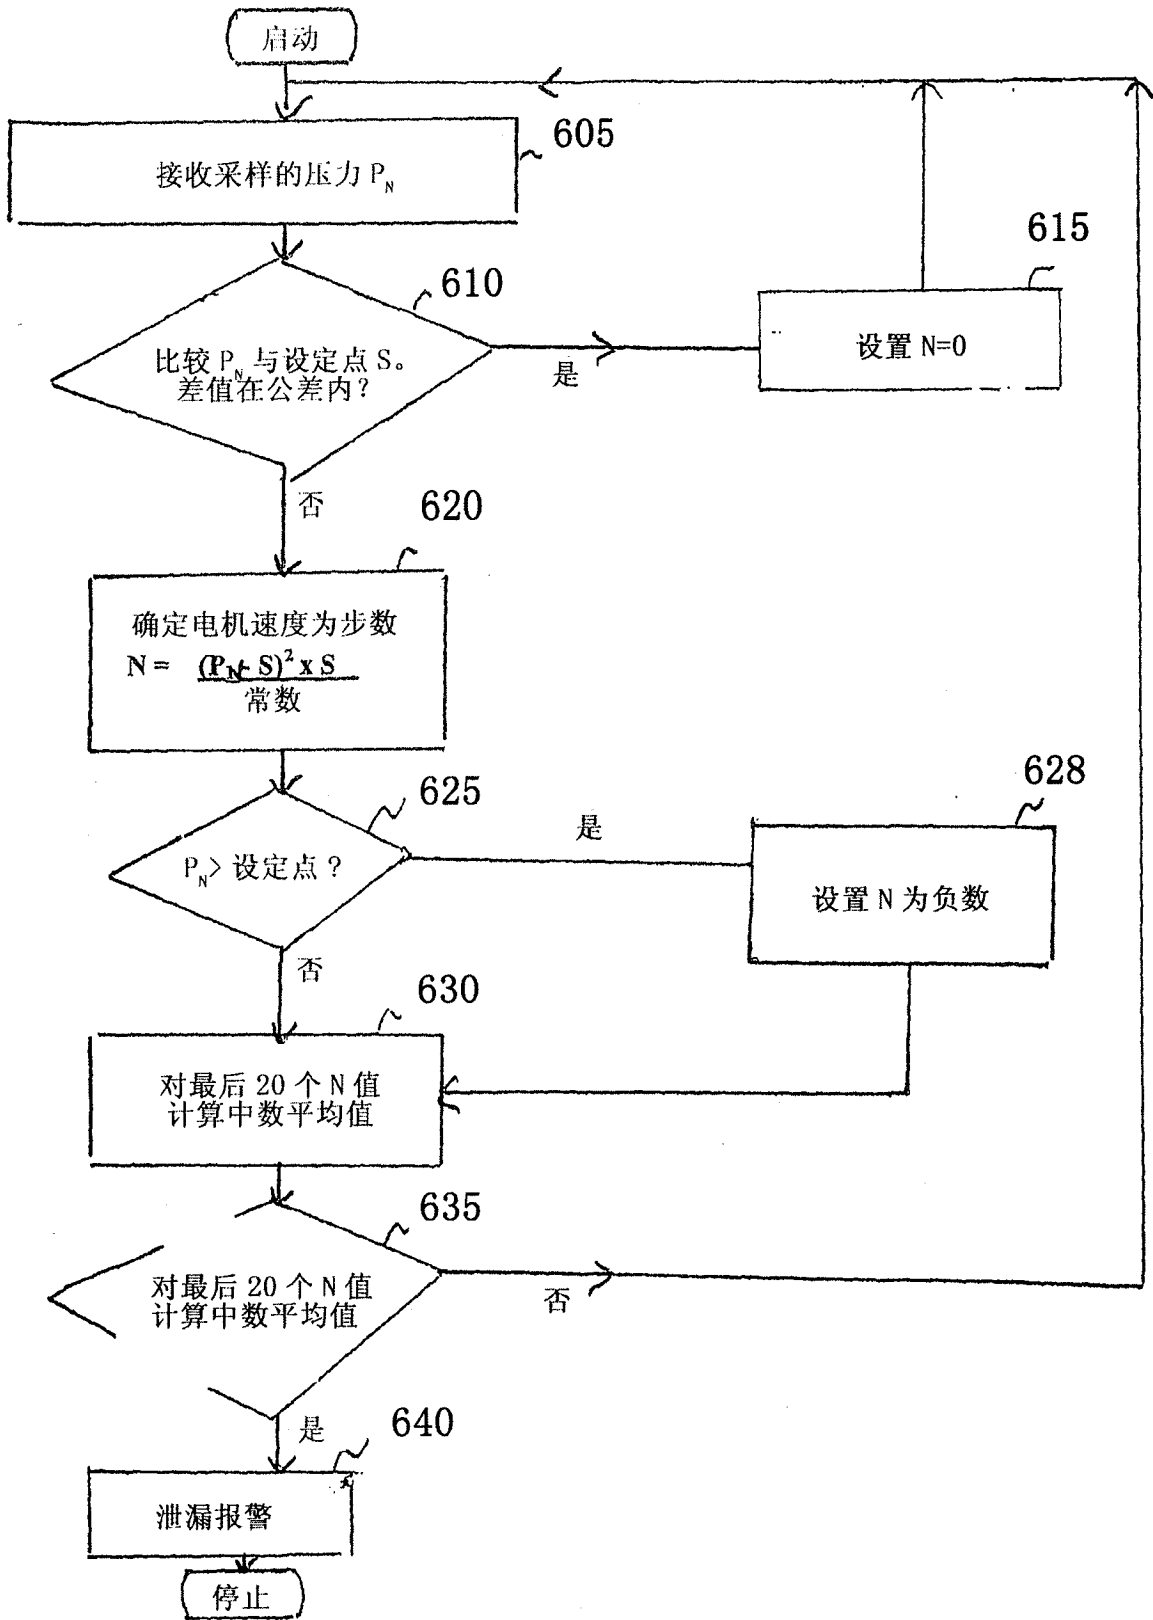 启动
605
接收采样的压力 PN
615
610
比较 PN 与设定点 S。
差值在公差内？
是
设置 N=0
否
620
确定电机速度为步数
N = (PN - S)² x S
常数
625
628
是
PN> 设定点？
设置 N 为负数
否
630
对最后 20 个 N 值
计算中数平均值
635
对最后 20 个 N 值
计算中数平均值
否
是
640
泄漏报警
停止